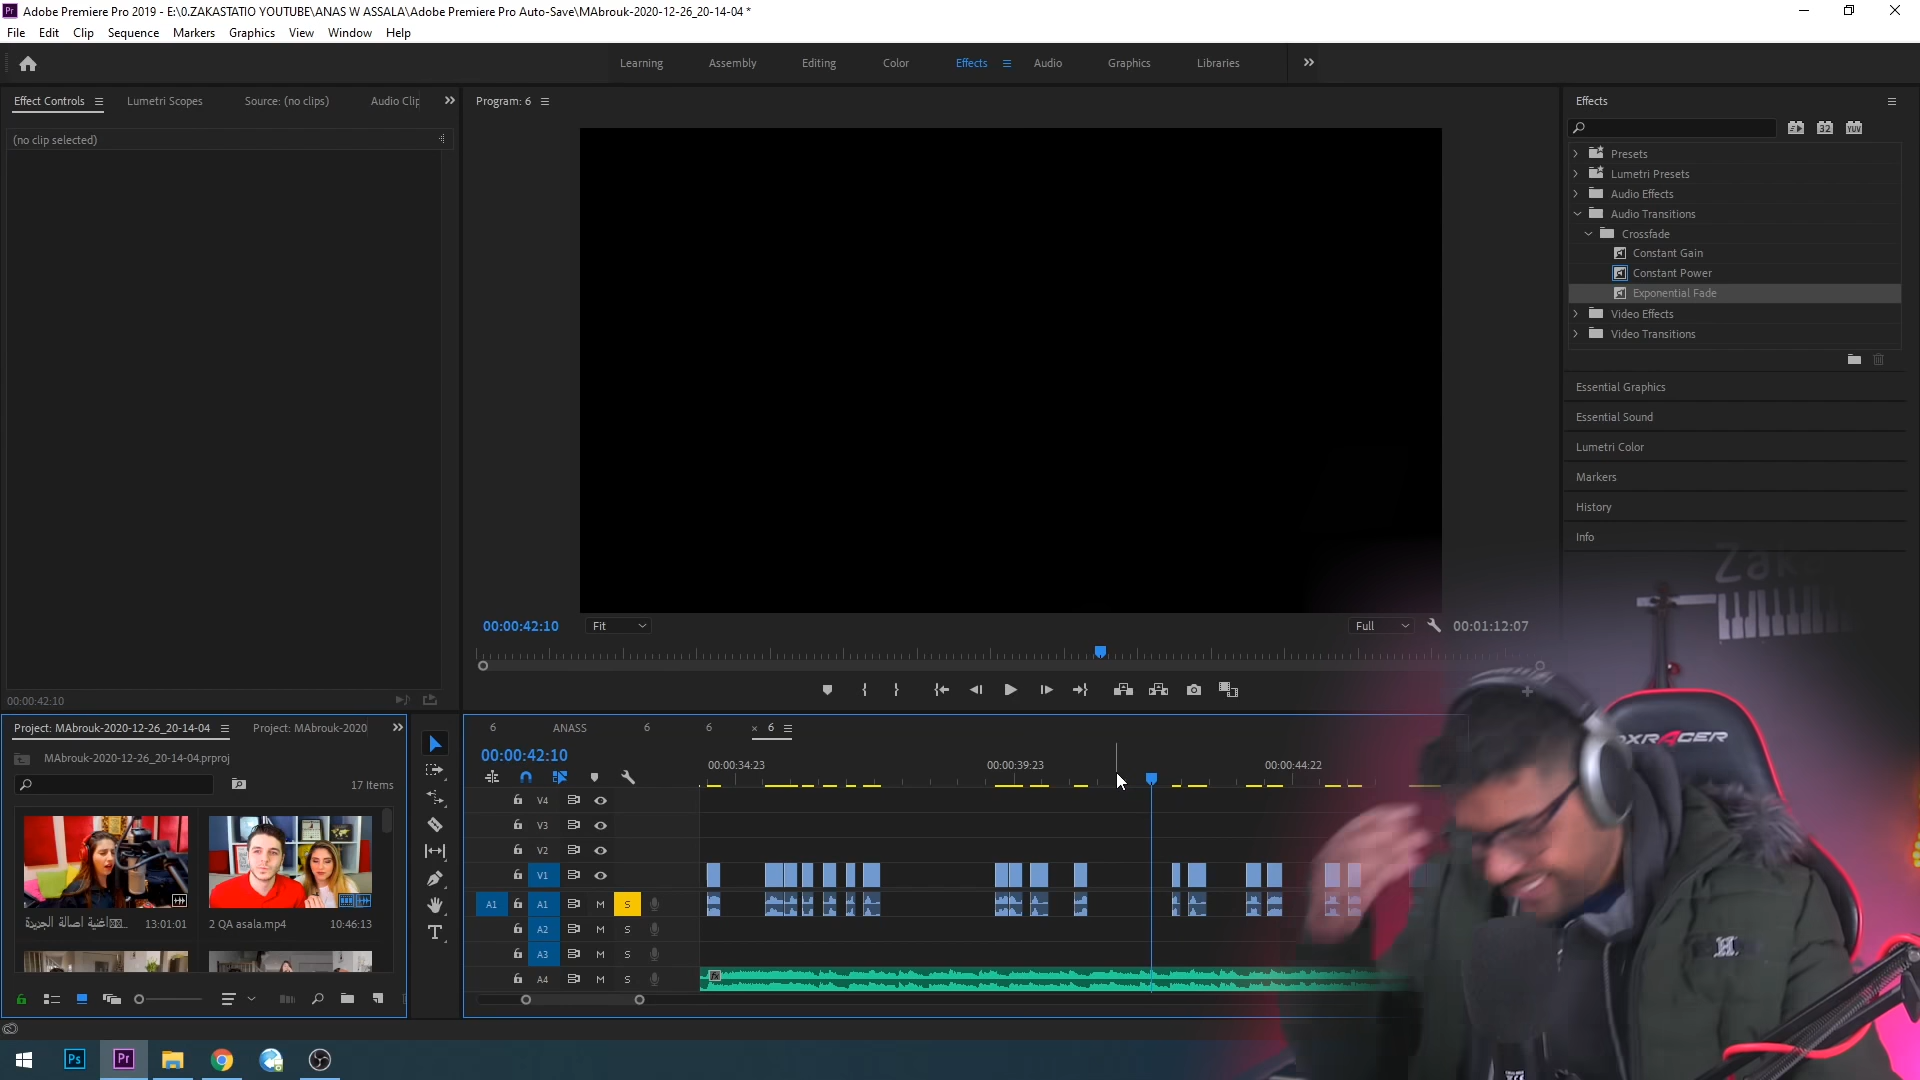 Adobe Premiere Pro 2019 - E:\0.ZAKASTATIO YOUTUBE\ANAS W ASSALA\Adobe Premiere Pro Auto-Save\MAbrouk-2020-12-26_20-14-04 *
File Edit Clip Sequence Markers Graphics View Window Help
Learning Assembly Editing Color Effects Audio Graphics Libraries
Effect Controls Lumetri Scopes Source: (no clips) Audio Clip
(no clip selected)
00:00:42:10
Program: 6
00:00:42:10 Fit Full 00:01:12:07
Effects
Presets
Lumetri Presets
Audio Effects
Audio Transitions
Crossfade
Constant Gain
Constant Power
Exponential Fade
Video Effects
Video Transitions
Essential Graphics
Essential Sound
Lumetri Color
Markers
History
Info
Project: MAbrouk-2020-12-26_20-14-04 Project: MAbrouk-2020
MAbrouk-2020-12-26_20-14-04.prproj
17 Items
اغنية اصالة الجديدة 13:01:01
2 QA asala.mp4 10:46:13
6 ANASS 6 6 × 6
00:00:42:10
00:00:34:23 00:00:39:23 00:00:44:22
V4
V3
V2
V1
A1 A1 M S
A2 M S
A3 M S
A4 M S
Zak
DXRACER
Ps Pr